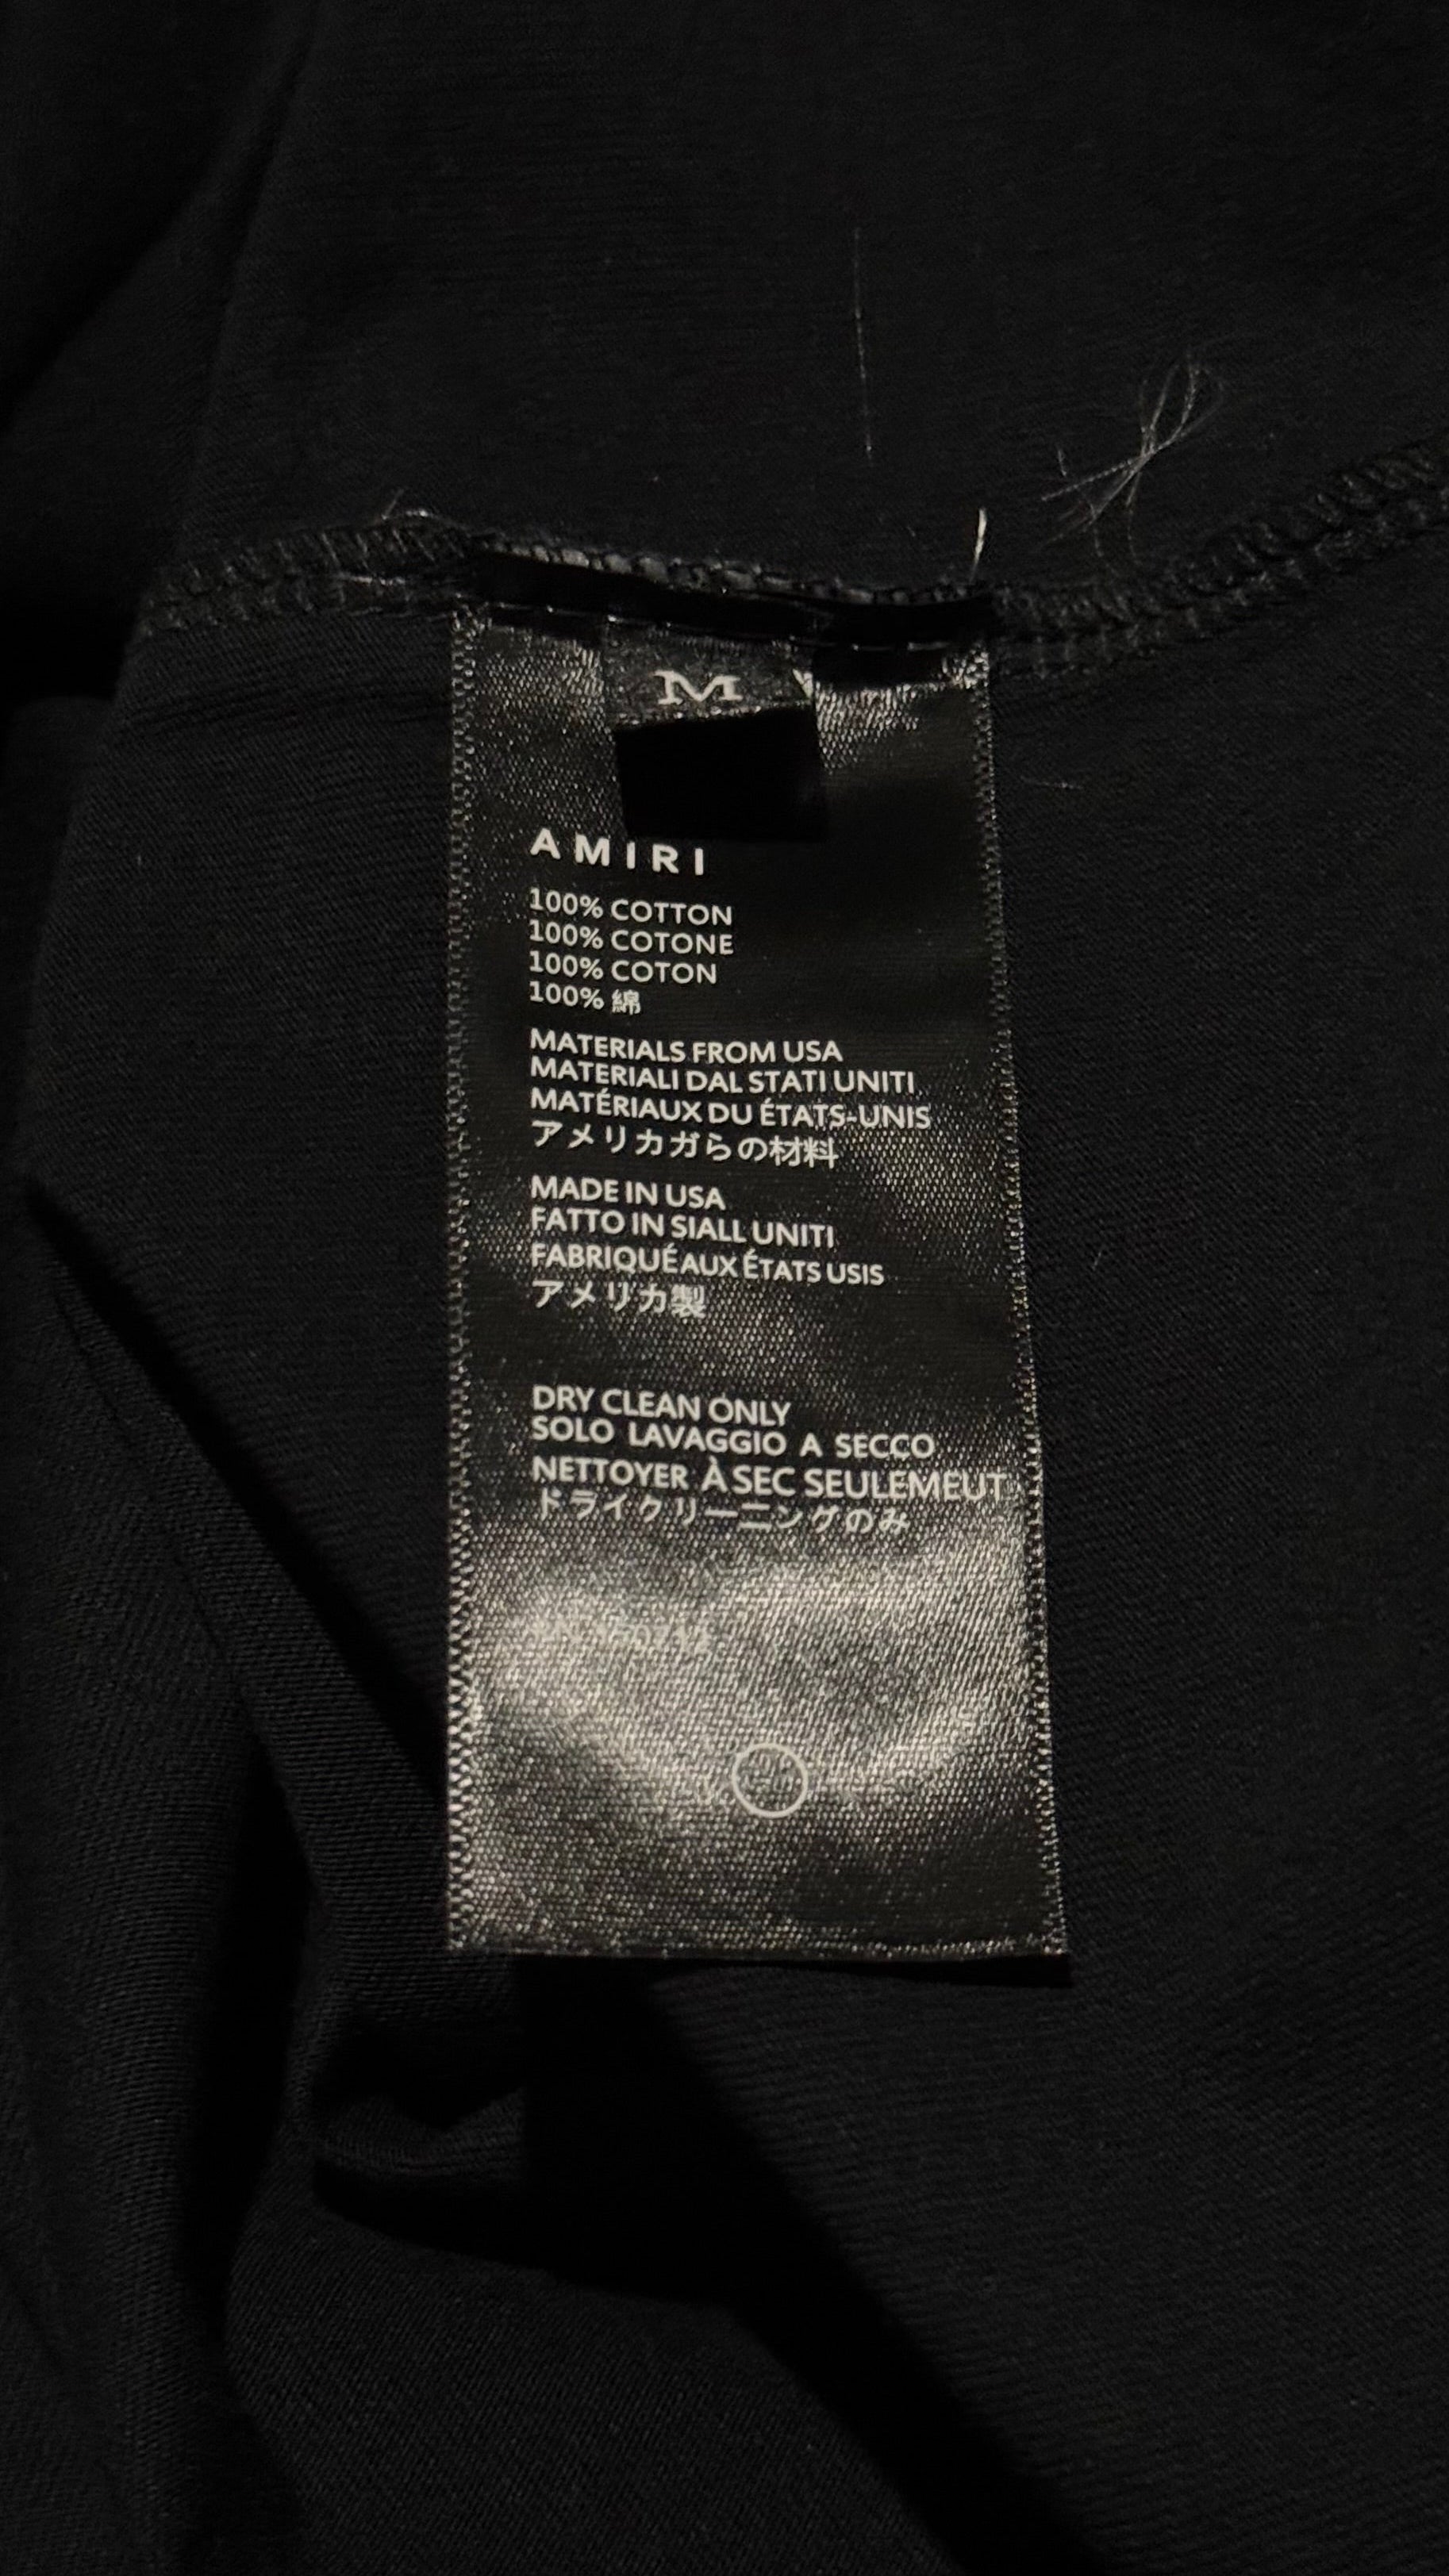 M
AMIRI
100% COTTON
100% COTONE
100% COTON
100% 綿
MATERIALS FROM USA
MATERIALI DAL STATI UNITI
MATÉRIAUX DU ÉTATS-UNIS
アメリカガらの材料
MADE IN USA
FATTO IN SIALL UNITI
FABRIQUÉAUX ÉTATS USIS
アメリカ製
DRY CLEAN ONLY
SOLO LAVAGGIO A SECCO
NETTOYER À SEC SEULEMEUT
ドライクリーニングのみ